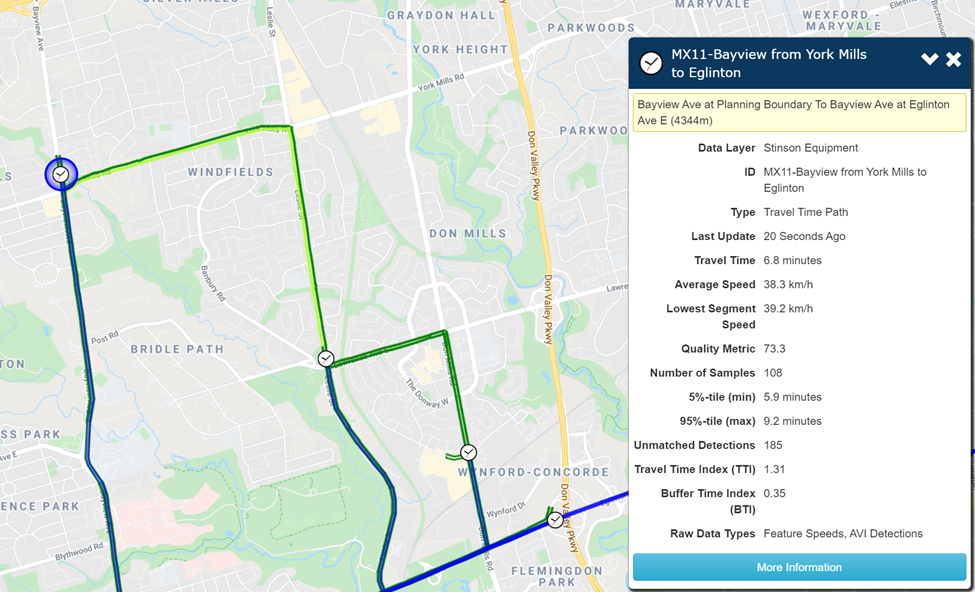 SILVER HILLS
GRAYDON HALL
MARYVALE
PARKWOODS
WEXFORD -
MARYVALE
YORK HEIGHT
Bayview Ave
Leslie St
York Mills Rd
Don Valley Pkwy
WINDFIELDS
DON MILLS
Banbury Rd
Don Valley Pkwy
Post Rd
BRIDLE PATH
The Donway W
WYNFORD-CONCORDE
Wynford Dr
Don Valley Pkwy
Blythwood Rd
FLEMINGDON
PARK
MX11-Bayview from York Mills
to Eglinton
Bayview Ave at Planning Boundary To Bayview Ave at Eglinton
Ave E (4344m)
Data Layer Stinson Equipment
ID MX11-Bayview from York Mills to
Eglinton
Type Travel Time Path
Last Update 20 Seconds Ago
Travel Time 6.8 minutes
Average Speed 38.3 km/h
Lowest Segment 39.2 km/h
Speed
Quality Metric 73.3
Number of Samples 108
5%-tile (min) 5.9 minutes
95%-tile (max) 9.2 minutes
Unmatched Detections 185
Travel Time Index (TTI) 1.31
Buffer Time Index 0.35
(BTI)
Raw Data Types Feature Speeds, AVI Detections
More Information